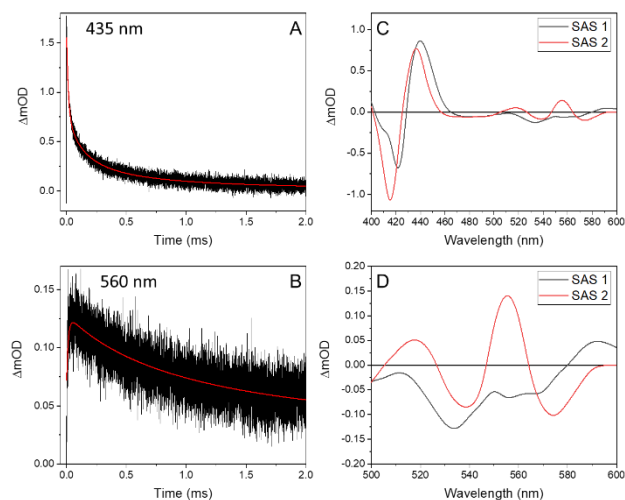 435 nm
A
1.5
1.0
0.5
0.0
ΔmOD
0.0 0.5 1.0 1.5 2.0
Time (ms)
C
SAS 1
SAS 2
1.0
0.5
0.0
-0.5
-1.0
ΔmOD
400 420 440 460 480 500 520 540 560 580 600
Wavelength (nm)
560 nm
B
0.15
0.10
0.05
0.00
ΔmOD
0.0 0.5 1.0 1.5 2.0
Time (ms)
D
SAS 1
SAS 2
0.20
0.15
0.10
0.05
0.00
-0.05
-0.10
-0.15
-0.20
ΔmOD
500 520 540 560 580 600
Wavelength (nm)